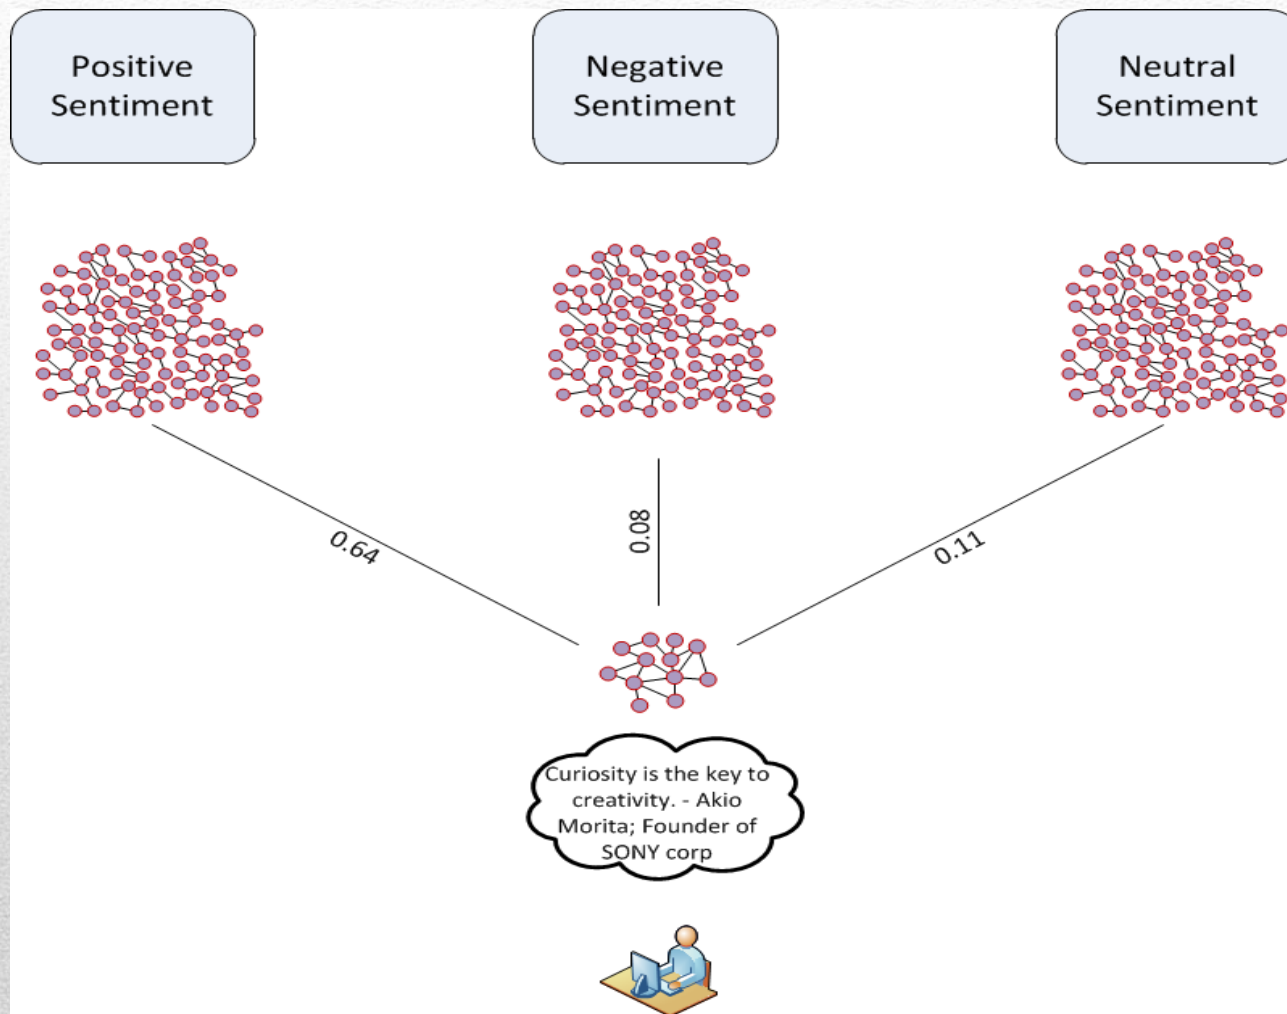 Positive
Sentiment
Negative
Sentiment
Neutral
Sentiment
0.64
0.08
0.11
Curiosity is the key to
creativity. - Akio
Morita; Founder of
SONY corp